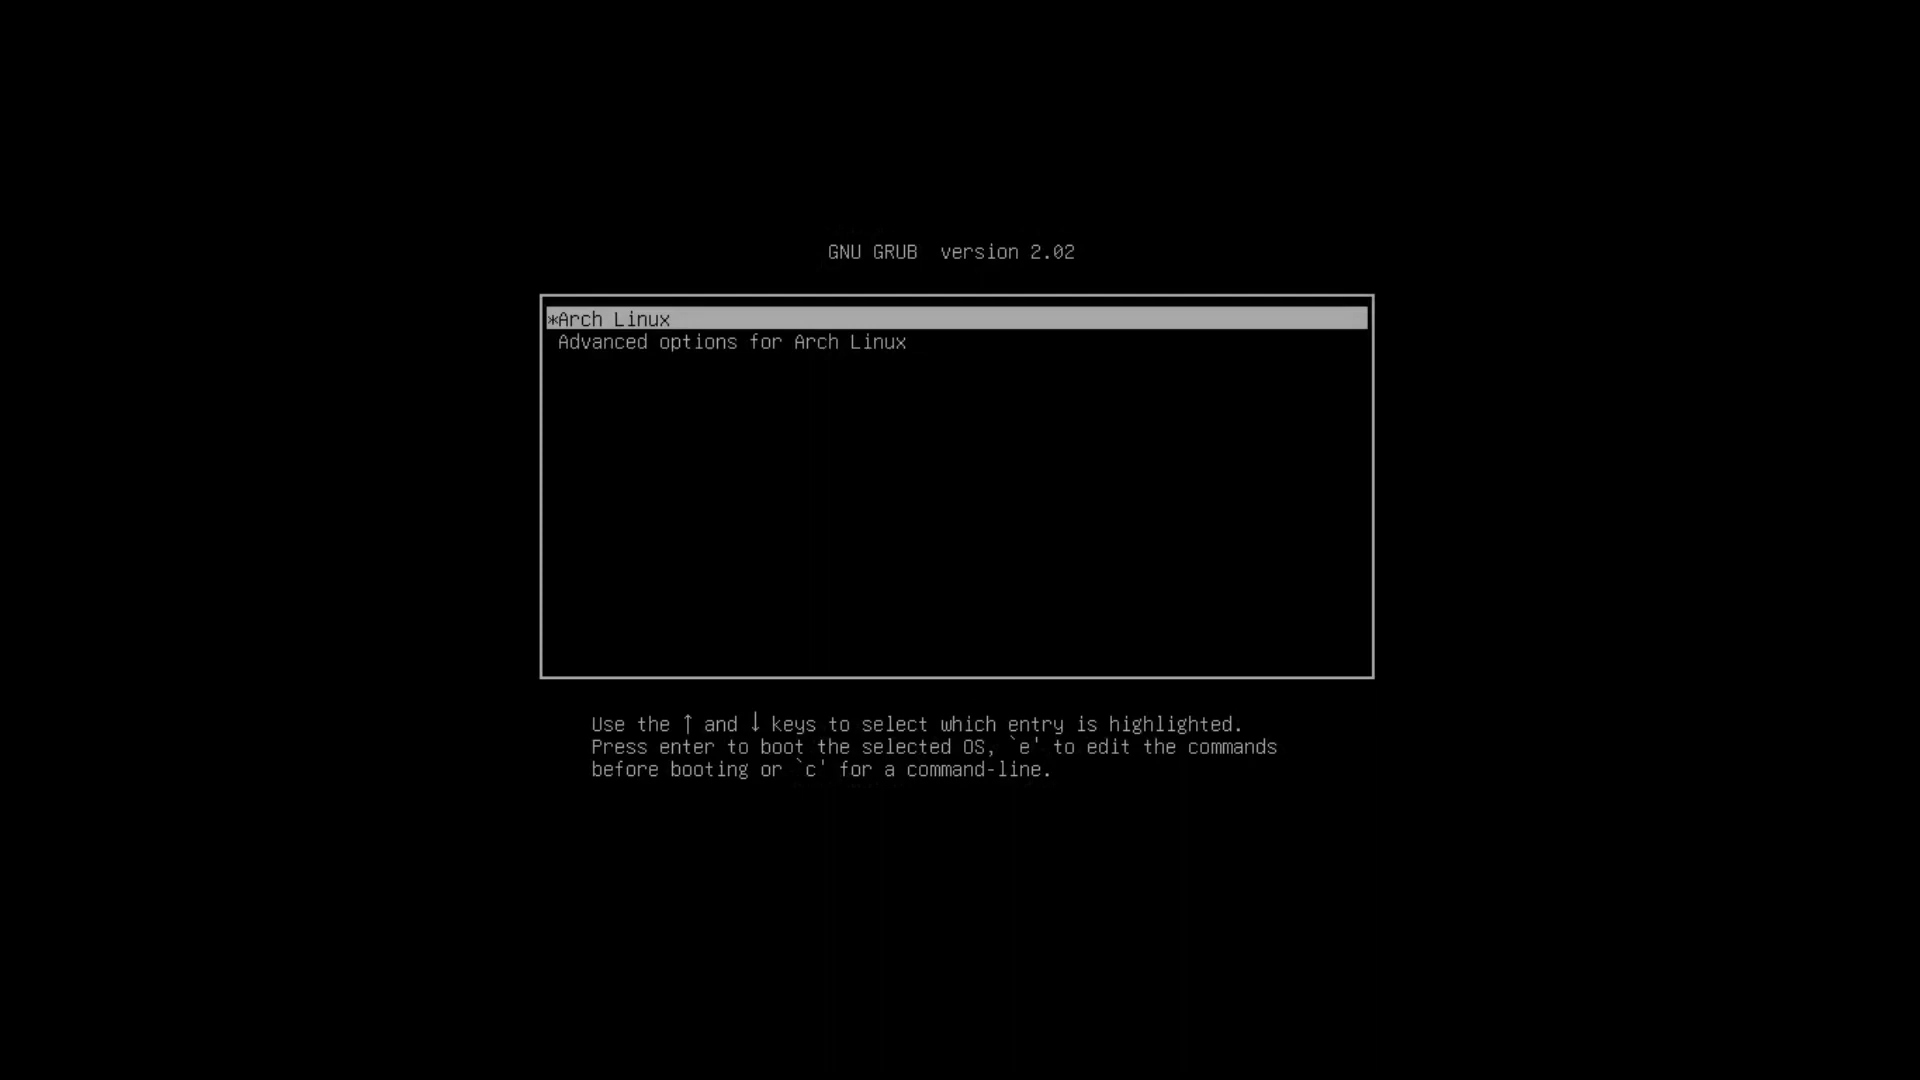 GNU GRUB  version 2.02
*Arch Linux
Advanced options for Arch Linux
Use the ↑ and ↓ keys to select which entry is highlighted.
Press enter to boot the selected OS, `e' to edit the commands
before booting or `c' for a command-line.